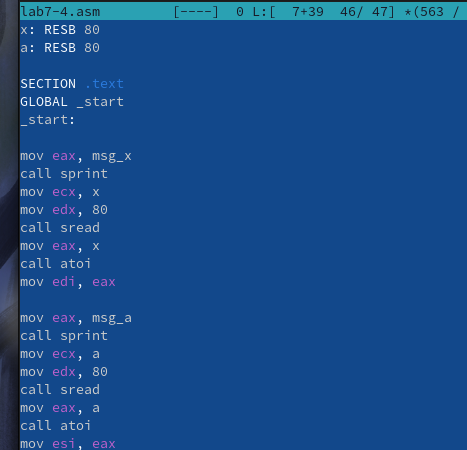 lab7-4.asm [----] 0 L:[ 7+39 46/ 47] *(563 /
x: RESB 80
a: RESB 80
SECTION .text
GLOBAL _start
_start:
mov eax, msg_x
call sprint
mov ecx, x
mov edx, 80
call sread
mov eax, x
call atoi
mov edi, eax
mov eax, msg_a
call sprint
mov ecx, a
mov edx, 80
call sread
mov eax, a
call atoi
mov esi, eax